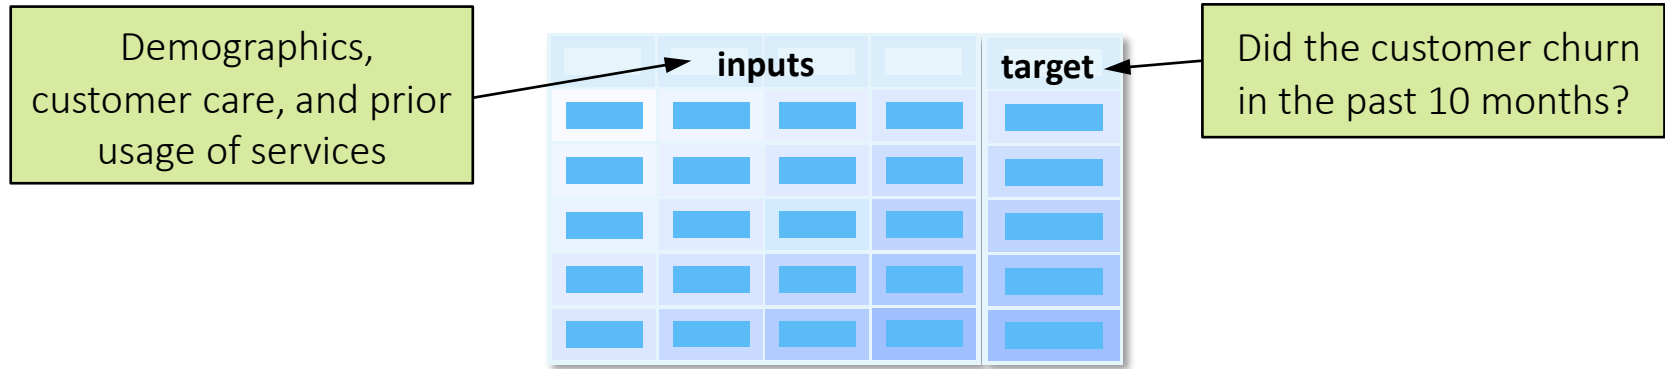 Demographics,
customer care, and prior
usage of services
inputs
target
Did the customer churn
in the past 10 months?